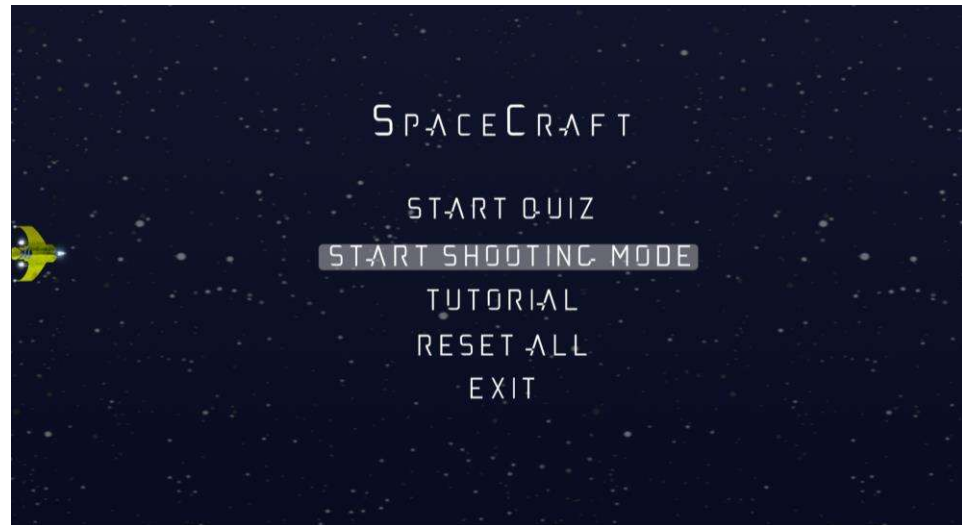 SPACECRAFT
START QUIZ
START SHOOTING MODE
TUTORIAL
RESET ALL
EXIT